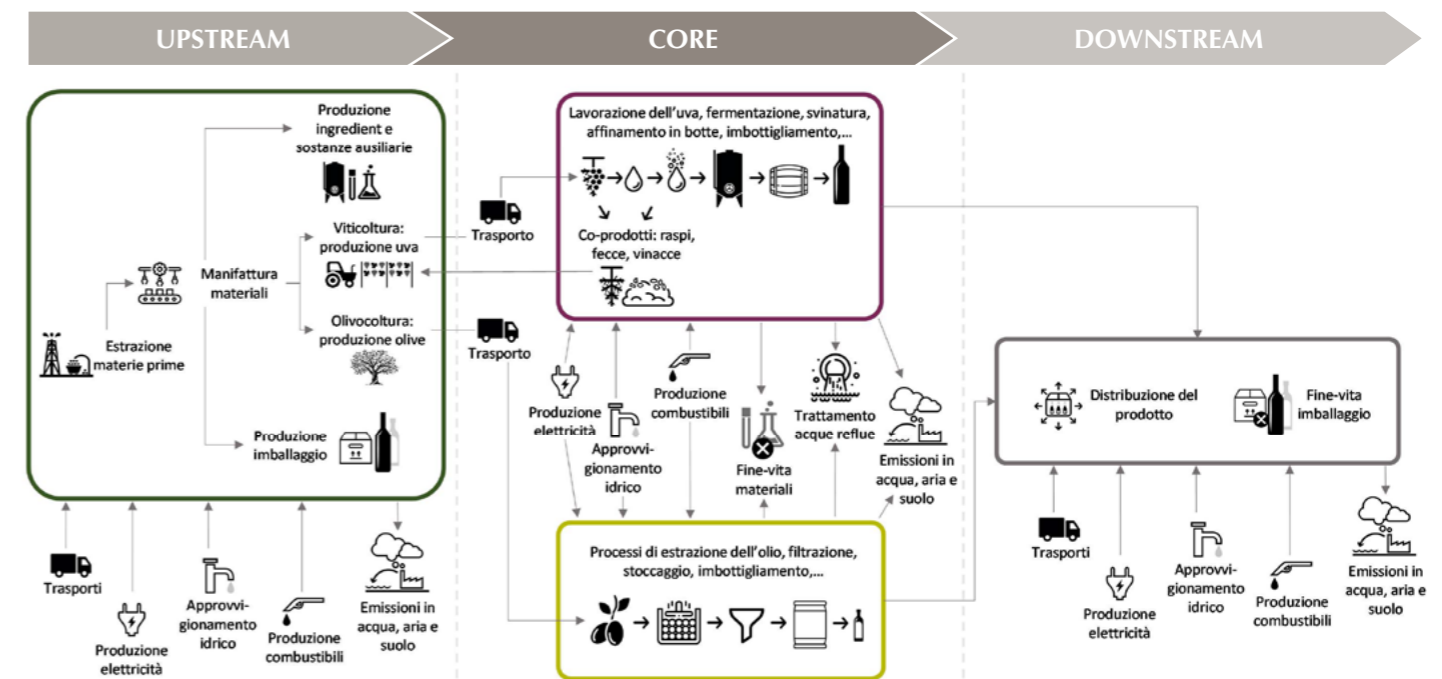 UPSTREAM
CORE
DOWNSTREAM
Produzione
ingredient e
sostanze ausiliarie
Viticoltura:
produzione uva
Manifattura
materiali
Olivocoltura:
produzione olive
Estrazione
materie prime
Produzione
imballaggio
Trasporti
Produzione
elettricità
Approvvi-
gionamento
idrico
Produzione
combustibili
Emissioni in
acqua, aria e
suolo
Trasporto
Trasporto
Lavorazione dell'uva, fermentazione, svinatura,
affinamento in botte, imbottigliamento,...
Co-prodotti: raspi,
fecce, vinacce
Produzione
elettricità
Approvvi-
gionamento
idrico
Produzione
combustibili
Fine-vita
materiali
Trattamento
acque reflue
Emissioni in
acqua, aria e
suolo
Processi di estrazione dell'olio, filtrazione,
stoccaggio, imbottigliamento,...
Distribuzione del
prodotto
Fine-vita
imballaggio
Trasporti
Produzione
elettricità
Approvvi-
gionamento
idrico
Produzione
combustibili
Emissioni in
acqua, aria e
suolo